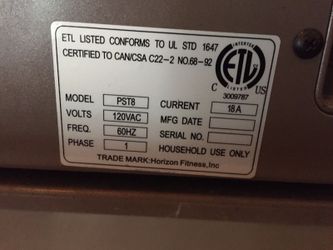 ETL LISTED CONFORMS TO UL STD 1647
CERTIFIED TO CAN/CSA C22-2 NO.68-92
INTERTEK
ETL
LISTED
C US
3009787
MODEL PST8 CURRENT 18A
VOLTS 120VAC MFG DATE
FREQ. 60HZ SERIAL NO.
PHASE 1 HOUSEHOLD USE ONLY
TRADE MARK:Horizon Fitness,Inc